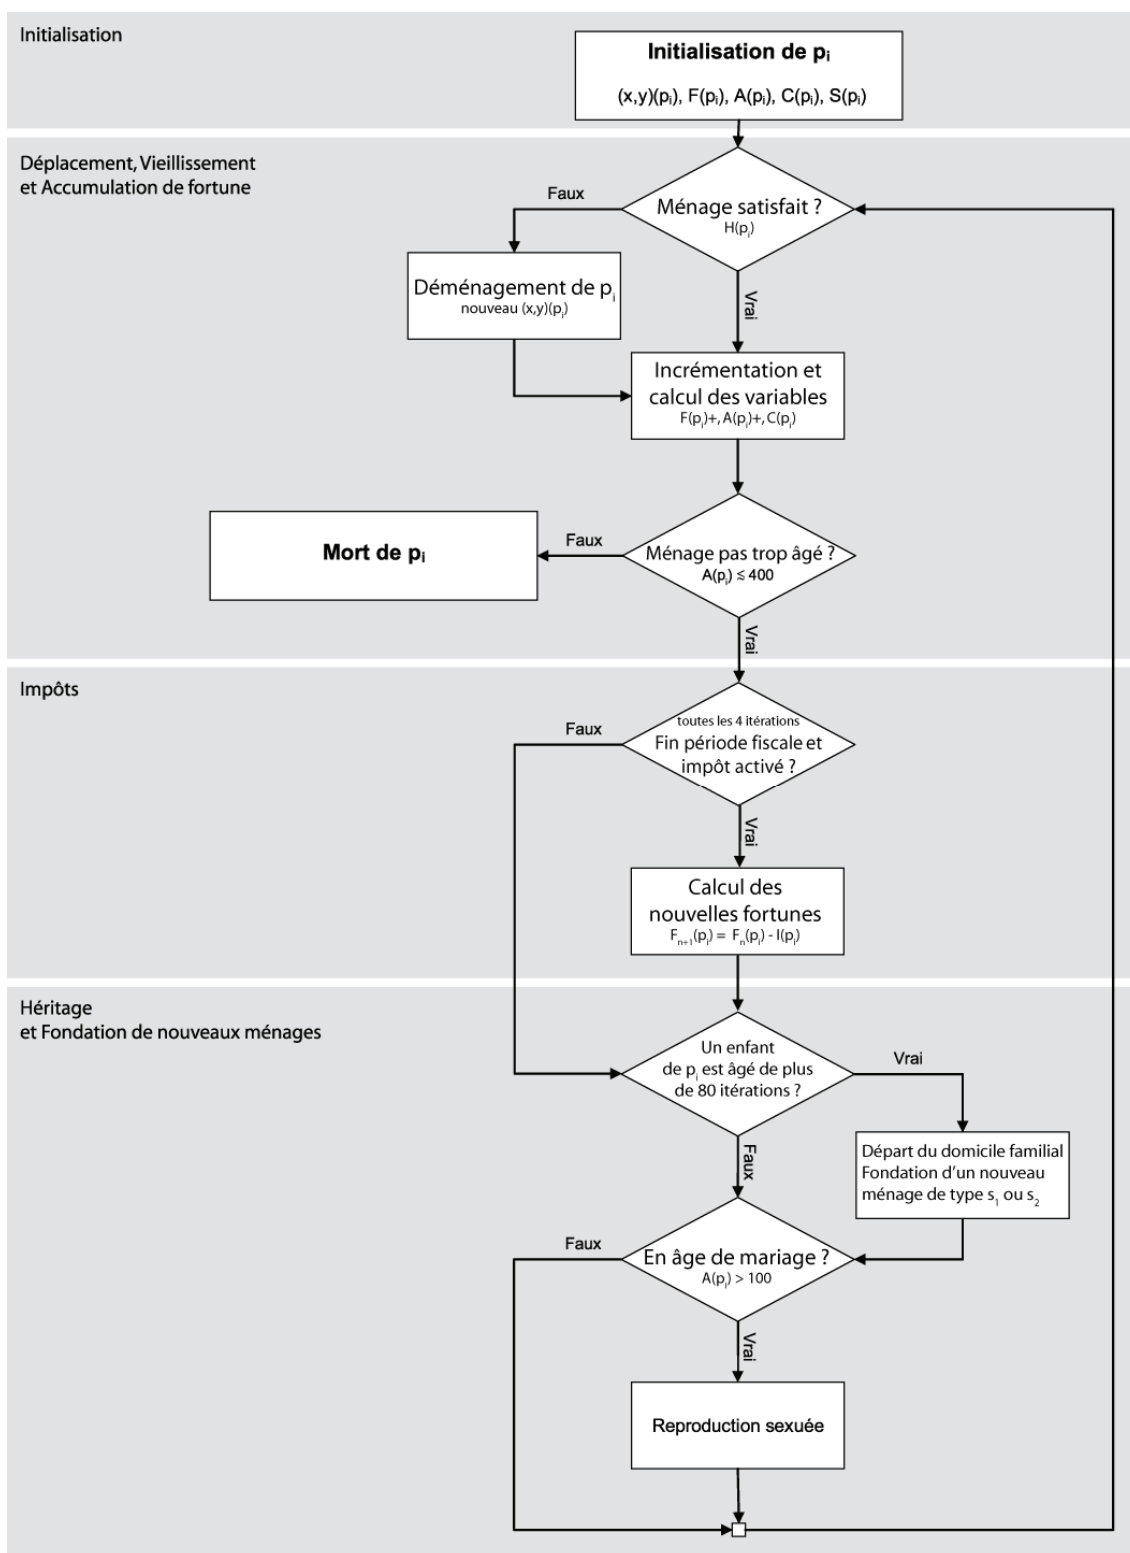 Initialisation
Initialisation de pᵢ
(x,y)(pᵢ), F(pᵢ), A(pᵢ), C(pᵢ), S(pᵢ)
Déplacement, Vieillissement
et Accumulation de fortune
Faux
Ménage satisfait ?
H(pᵢ)
Déménagement de pᵢ
nouveau (x,y)(pᵢ)
Vrai
Incrémentation et
calcul des variables
F(pᵢ)+, A(pᵢ)+, C(pᵢ)
Mort de pᵢ
Faux
Ménage pas trop âgé ?
A(pᵢ) ≲ 400
Vrai
Impôts
Faux
toutes les 4 itérations
Fin période fiscale et
impôt activé ?
Vrai
Calcul des
nouvelles fortunes
Fₙ₊₁(pᵢ) = Fₙ(pᵢ) - I(pᵢ)
Héritage
et Fondation de nouveaux ménages
Un enfant
de pᵢ est âgé de plus
de 80 itérations ?
Vrai
Départ du domicile familial
Fondation d'un nouveau
ménage de type s₁ ou s₂
Faux
Faux
En âge de mariage ?
A(pᵢ) > 100
Vrai
Reproduction sexuée